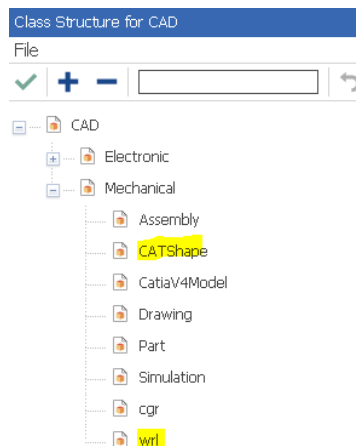 Class Structure for CAD
File
CAD
Electronic
Mechanical
Assembly
CATShape
CatiaV4Model
Drawing
Part
Simulation
cgr
wrl